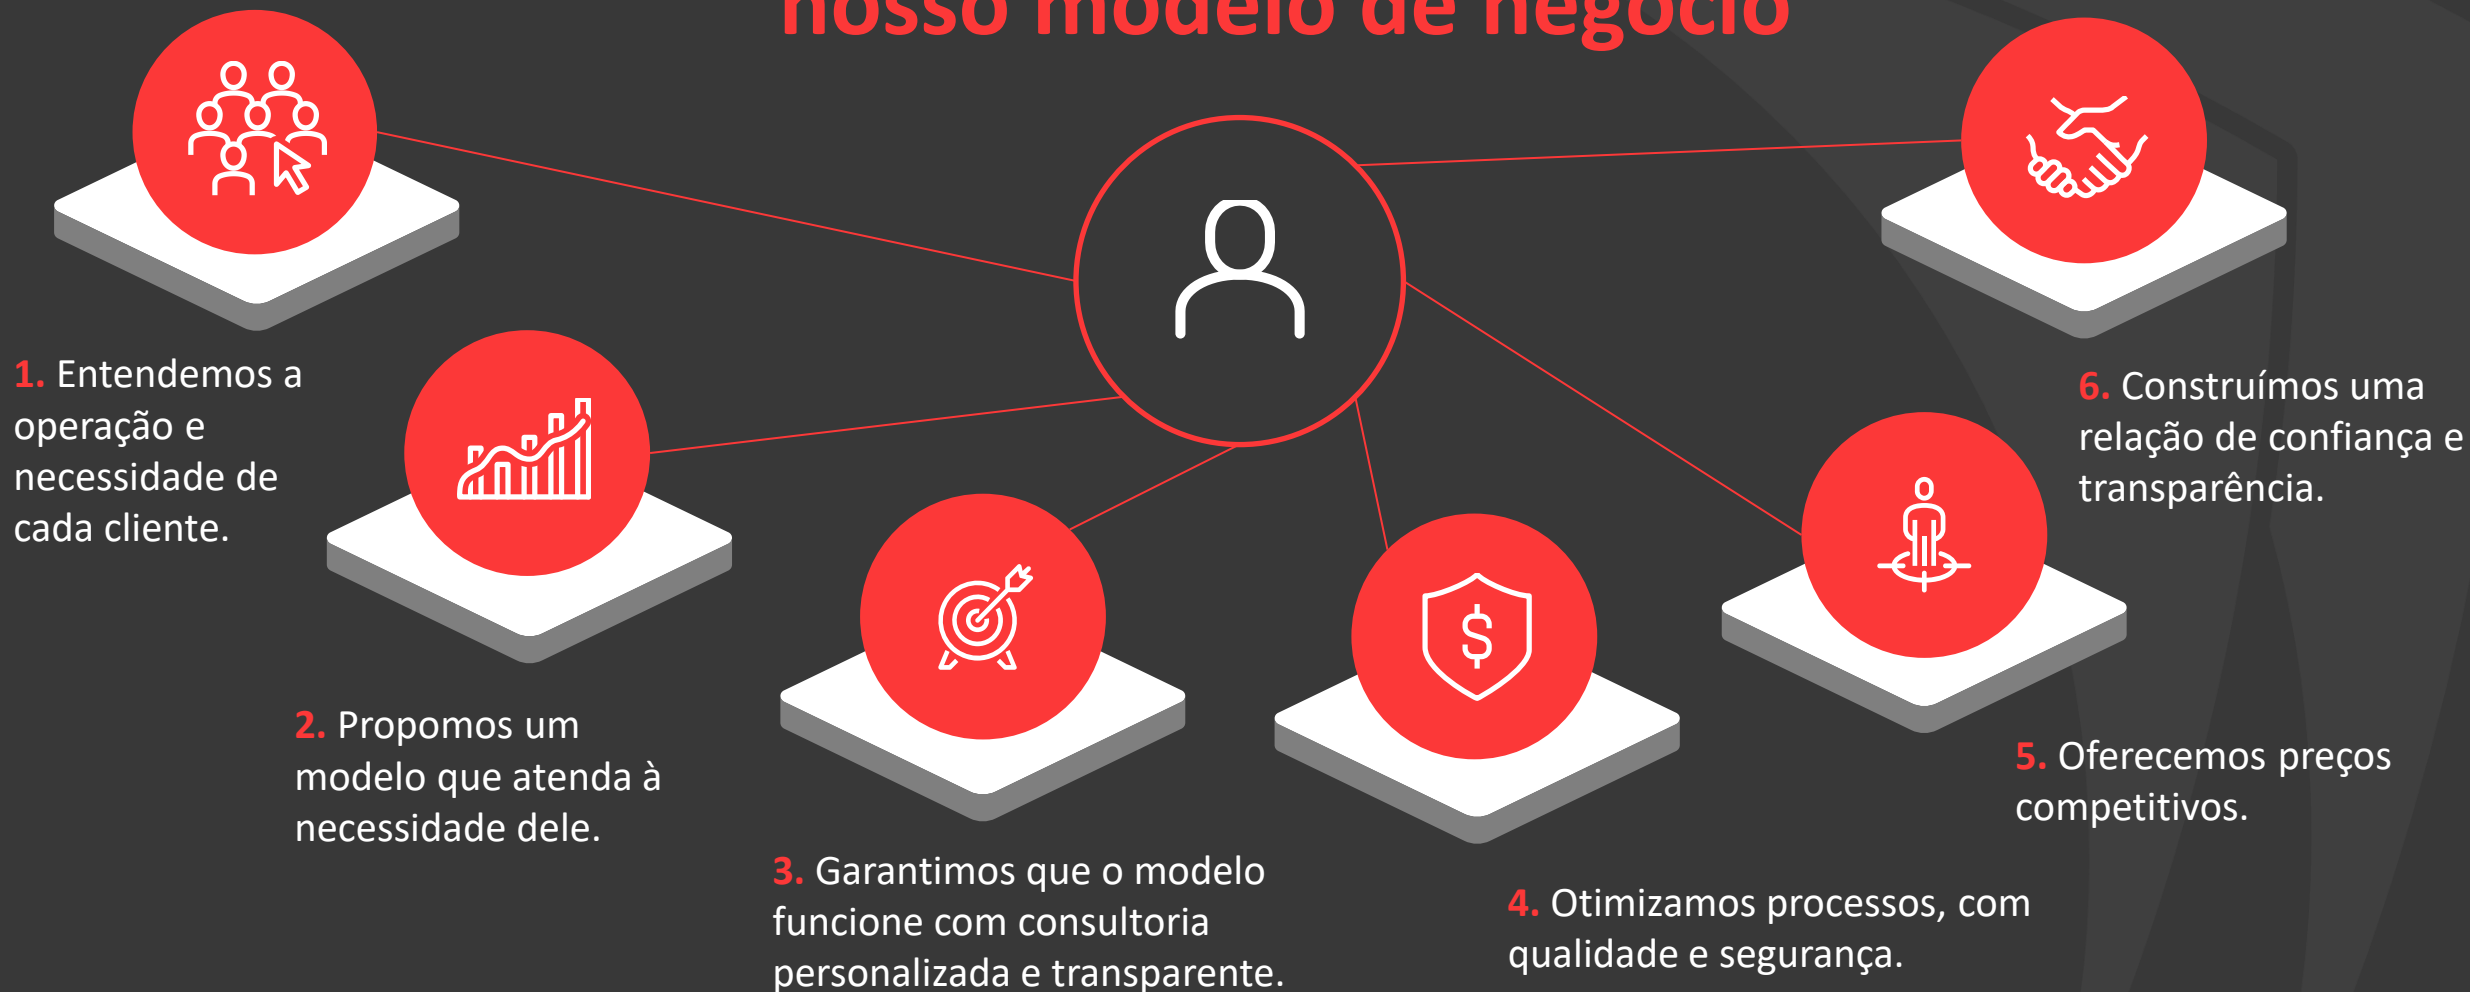 nosso modelo de negócio
1. Entendemos a
operação e
necessidade de
cada cliente.
2. Propomos um
modelo que atenda à
necessidade dele.
3. Garantimos que o modelo
funcione com consultoria
personalizada e transparente.
$
4. Otimizamos processos, com
qualidade e segurança.
5. Oferecemos preços
competitivos.
6. Construímos uma
relação de confiança e
transparência.